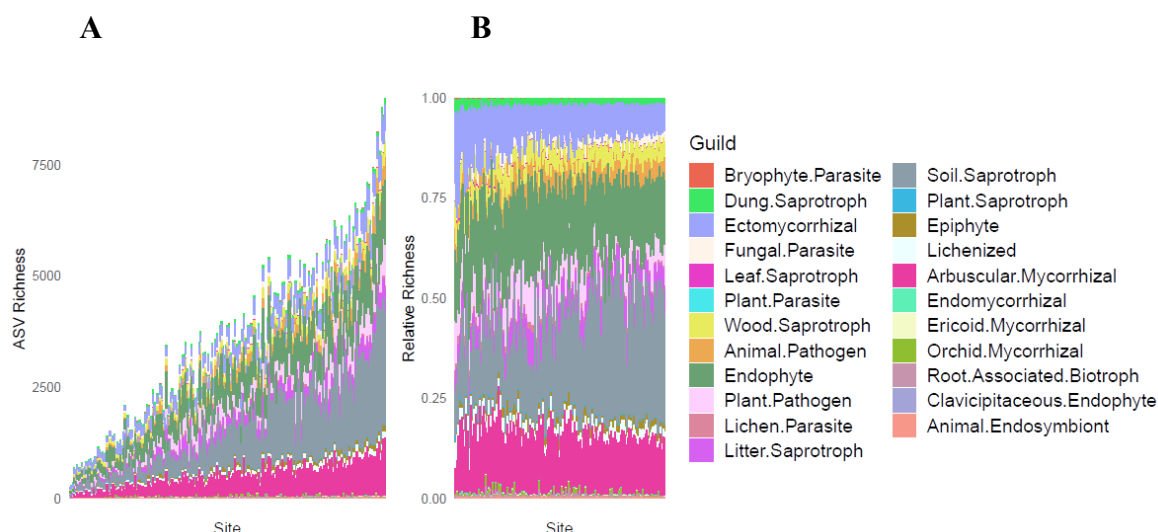 A
B
ASV Richness
7500
5000
2500
0
Site
Relative Richness
1.00
0.75
0.50
0.25
0.00
Site
Guild
Bryophyte.Parasite
Dung.Saprotroph
Ectomycorrhizal
Fungal.Parasite
Leaf.Saprotroph
Plant.Parasite
Wood.Saprotroph
Animal.Pathogen
Endophyte
Plant.Pathogen
Lichen.Parasite
Litter.Saprotroph
Soil.Saprotroph
Plant.Saprotroph
Epiphyte
Lichenized
Arbuscular.Mycorrhizal
Endomycorrhizal
Ericoid.Mycorrhizal
Orchid.Mycorrhizal
Root.Associated.Biotroph
Clavicipitaceous.Endophyte
Animal.Endosymbiont